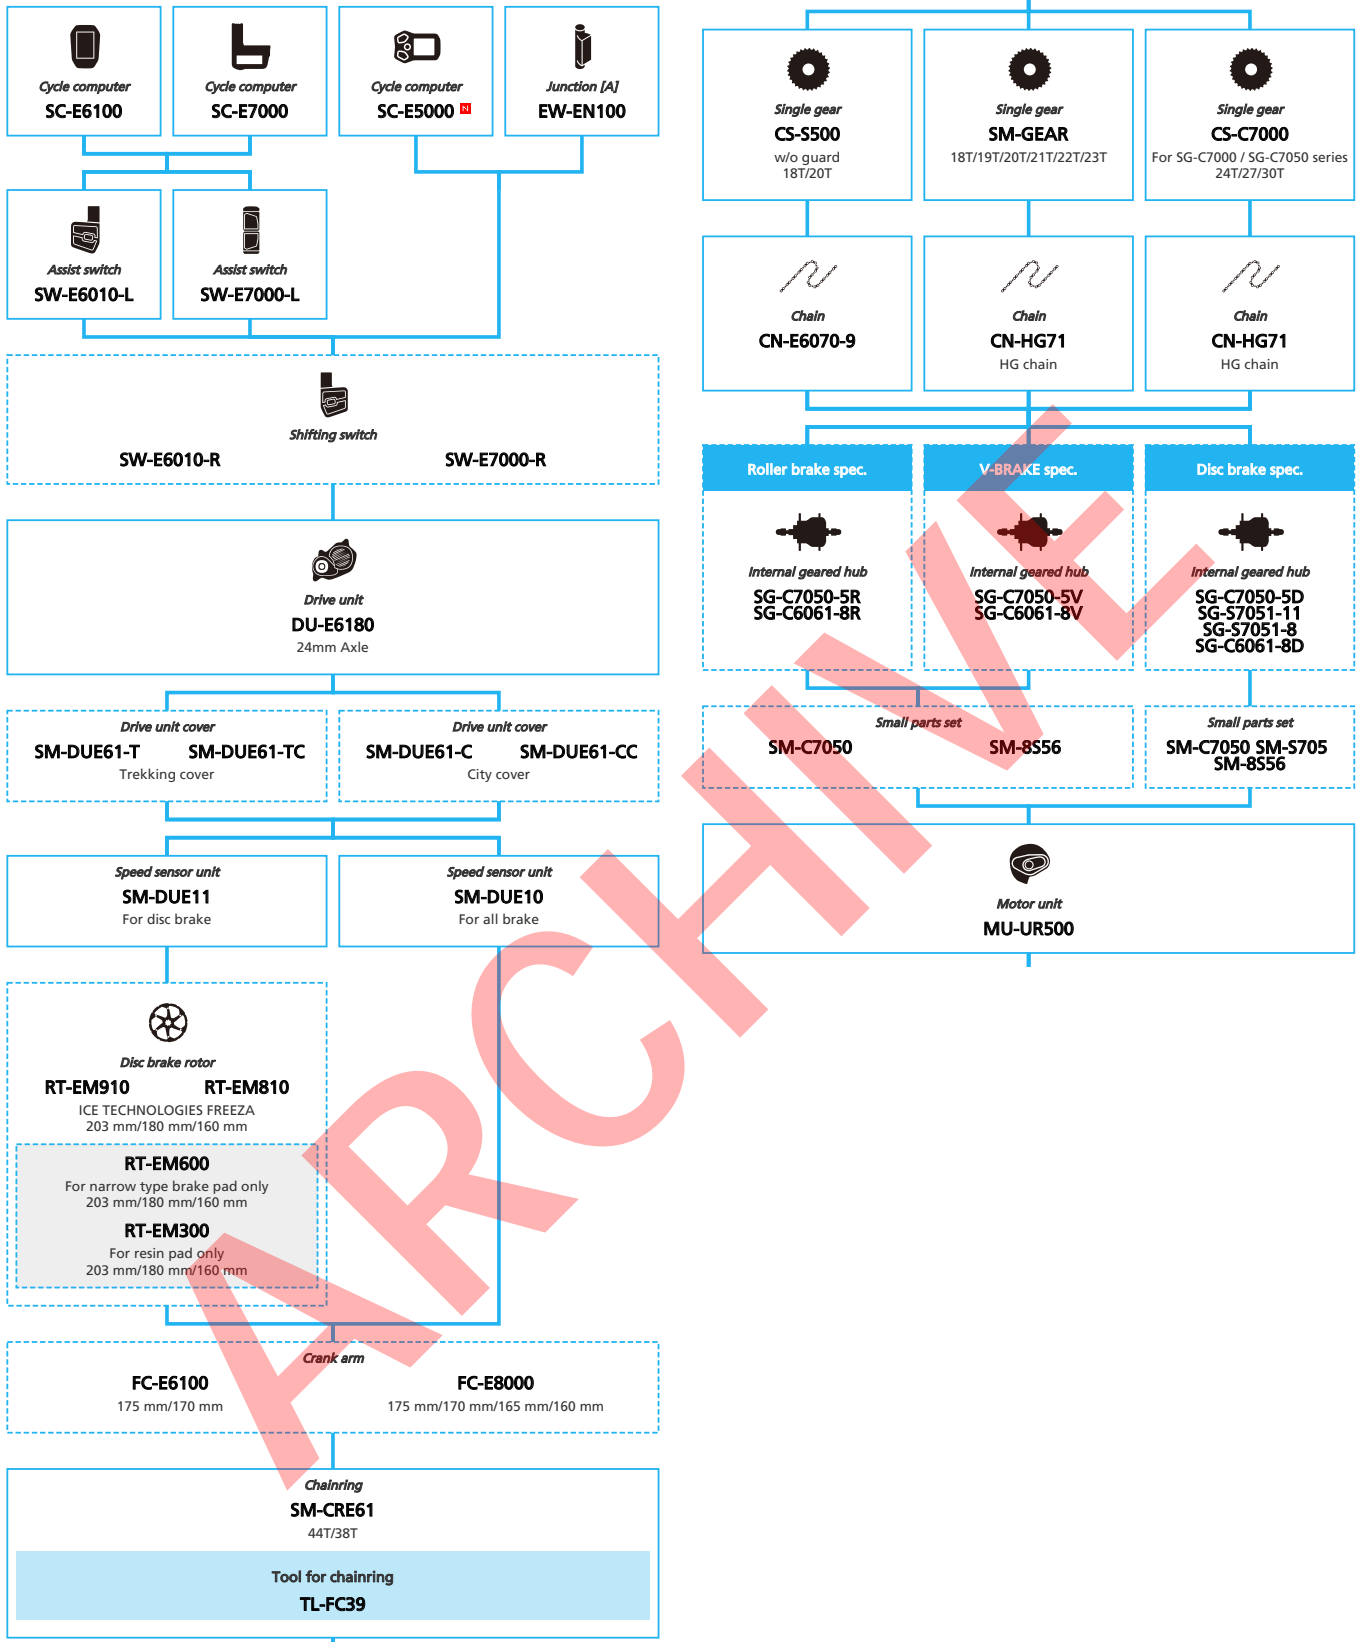 Cycle computer
SC-E6100
Cycle computer
SC-E7000
Cycle computer
SC-E5000 N
Junction [A]
EW-EN100
Assist switch
SW-E6010-L
Assist switch
SW-E7000-L
Shifting switch
SW-E6010-R
SW-E7000-R
Drive unit
DU-E6180
24mm Axle
Drive unit cover
SM-DUE61-T SM-DUE61-TC
Trekking cover
Drive unit cover
SM-DUE61-C SM-DUE61-CC
City cover
Speed sensor unit
SM-DUE11
For disc brake
Speed sensor unit
SM-DUE10
For all brake
Disc brake rotor
RT-EM910 RT-EM810
ICE TECHNOLOGIES FREEZA
203 mm/180 mm/160 mm
RT-EM600
For narrow type brake pad only
203 mm/180 mm/160 mm
RT-EM300
For resin pad only
203 mm/180 mm/160 mm
Crank arm
FC-E6100
175 mm/170 mm
FC-E8000
175 mm/170 mm/165 mm/160 mm
Chainring
SM-CRE61
44T/38T
Tool for chainring
TL-FC39
Single gear
CS-S500
w/o guard
18T/20T
Single gear
SM-GEAR
18T/19T/20T/21T/22T/23T
Single gear
CS-C7000
For SG-C7000 / SG-C7050 series
24T/27/30T
Chain
CN-E6070-9
Chain
CN-HG71
HG chain
Chain
CN-HG71
HG chain
Roller brake spec.
Internal geared hub
SG-C7050-5R
SG-C6061-8R
V-BRAKE spec.
Internal geared hub
SG-C7050-5V
SG-C6061-8V
Disc brake spec.
Internal geared hub
SG-C7050-5D
SG-S7051-11
SG-S7051-8
SG-C6061-8D
Small parts set
SM-C7050
SM-8S56
Small parts set
SM-C7050 SM-S705
SM-8S56
Motor unit
MU-UR500
ARCHIVE